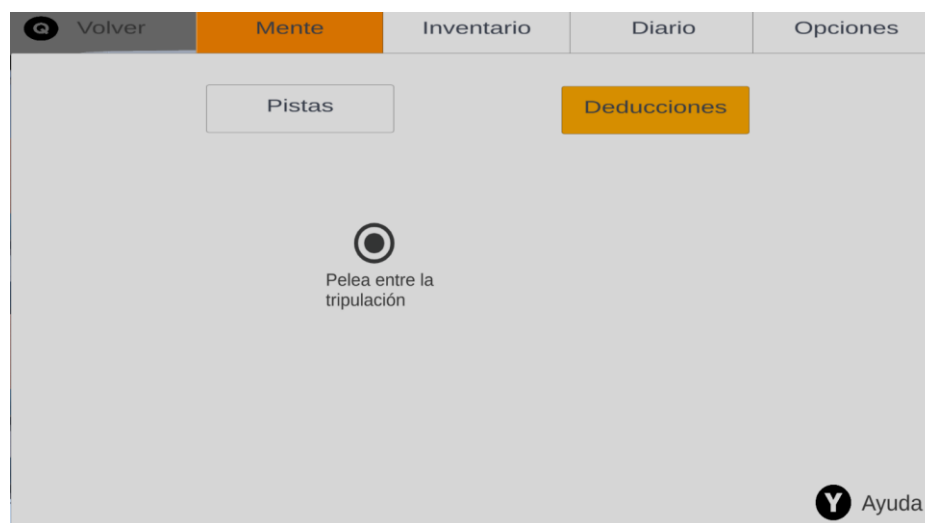 Q Volver Mente Inventario Diario Opciones
Pistas Deducciones
Pelea entre la
tripulación
Y Ayuda